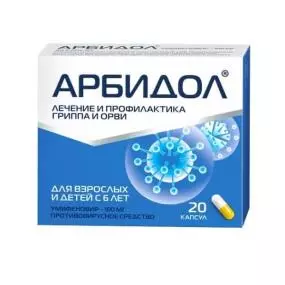 АРБИДОЛ®
ЛЕЧЕНИЕ И ПРОФИЛАКТИКА
ГРИППА И ОРВИ
ДЛЯ ВЗРОСЛЫХ
И ДЕТЕЙ С 6 ЛЕТ
УМИФЕНОВИР - 100 МГ
ПРОТИВОВИРУСНОЕ СРЕДСТВО
20
КАПСУЛ